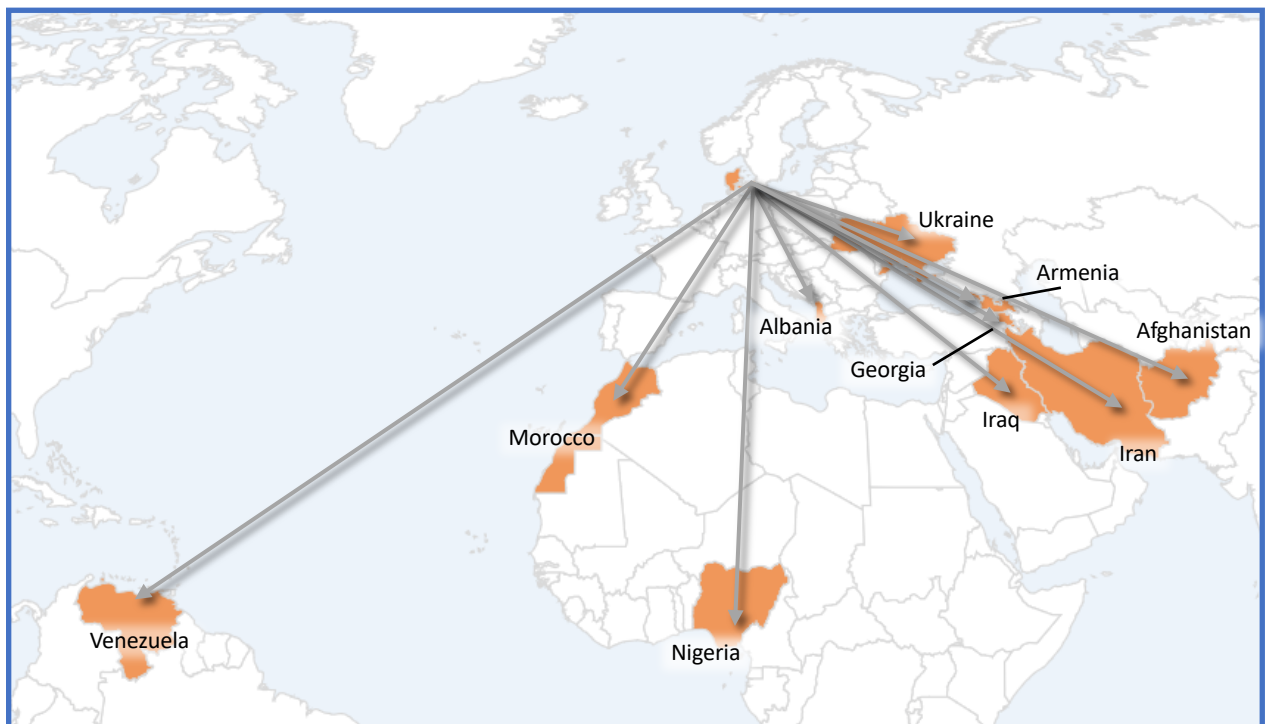 Ukraine
Armenia
Albania
Afghanistan
Georgia
Iraq
Morocco
Iran
Venezuela
Nigeria